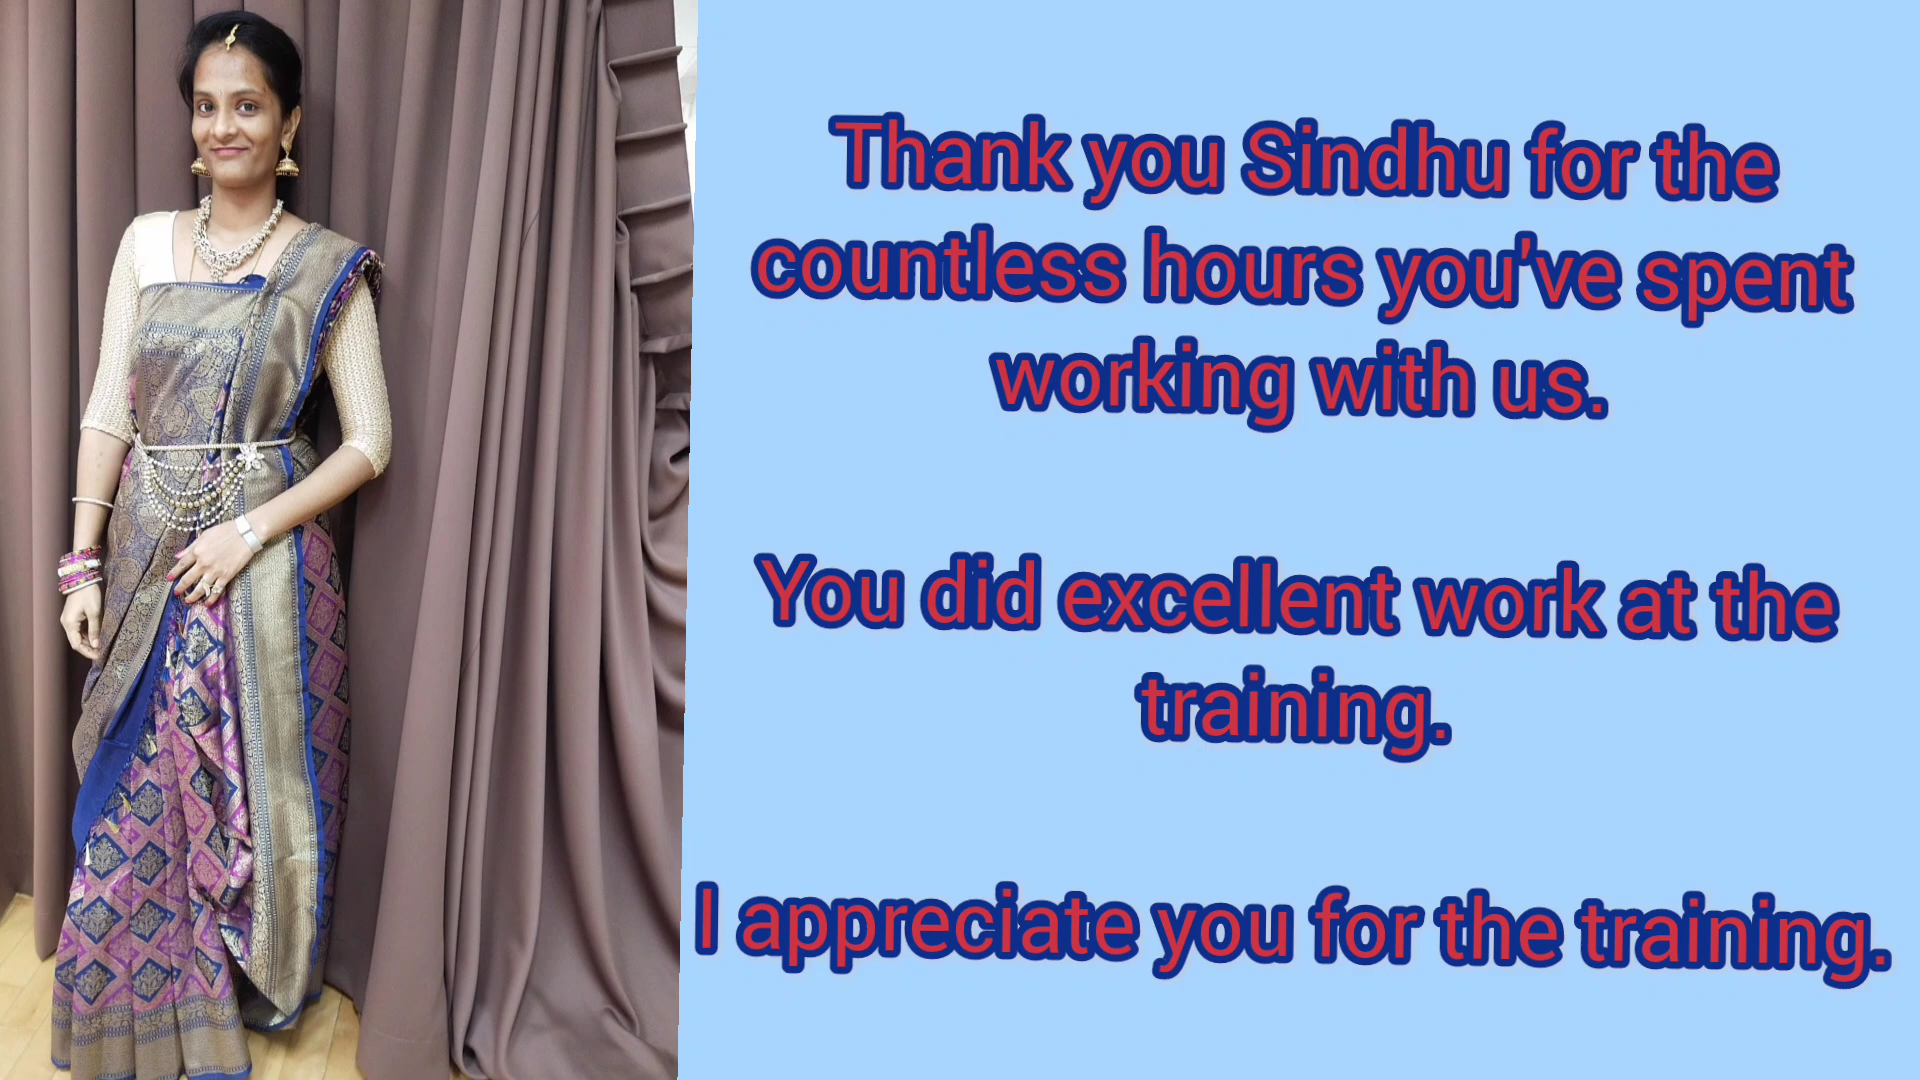 Thank you Sindhu for the
countless hours you've spent
working with us.
You did excellent work at the
training.
I appreciate you for the training.